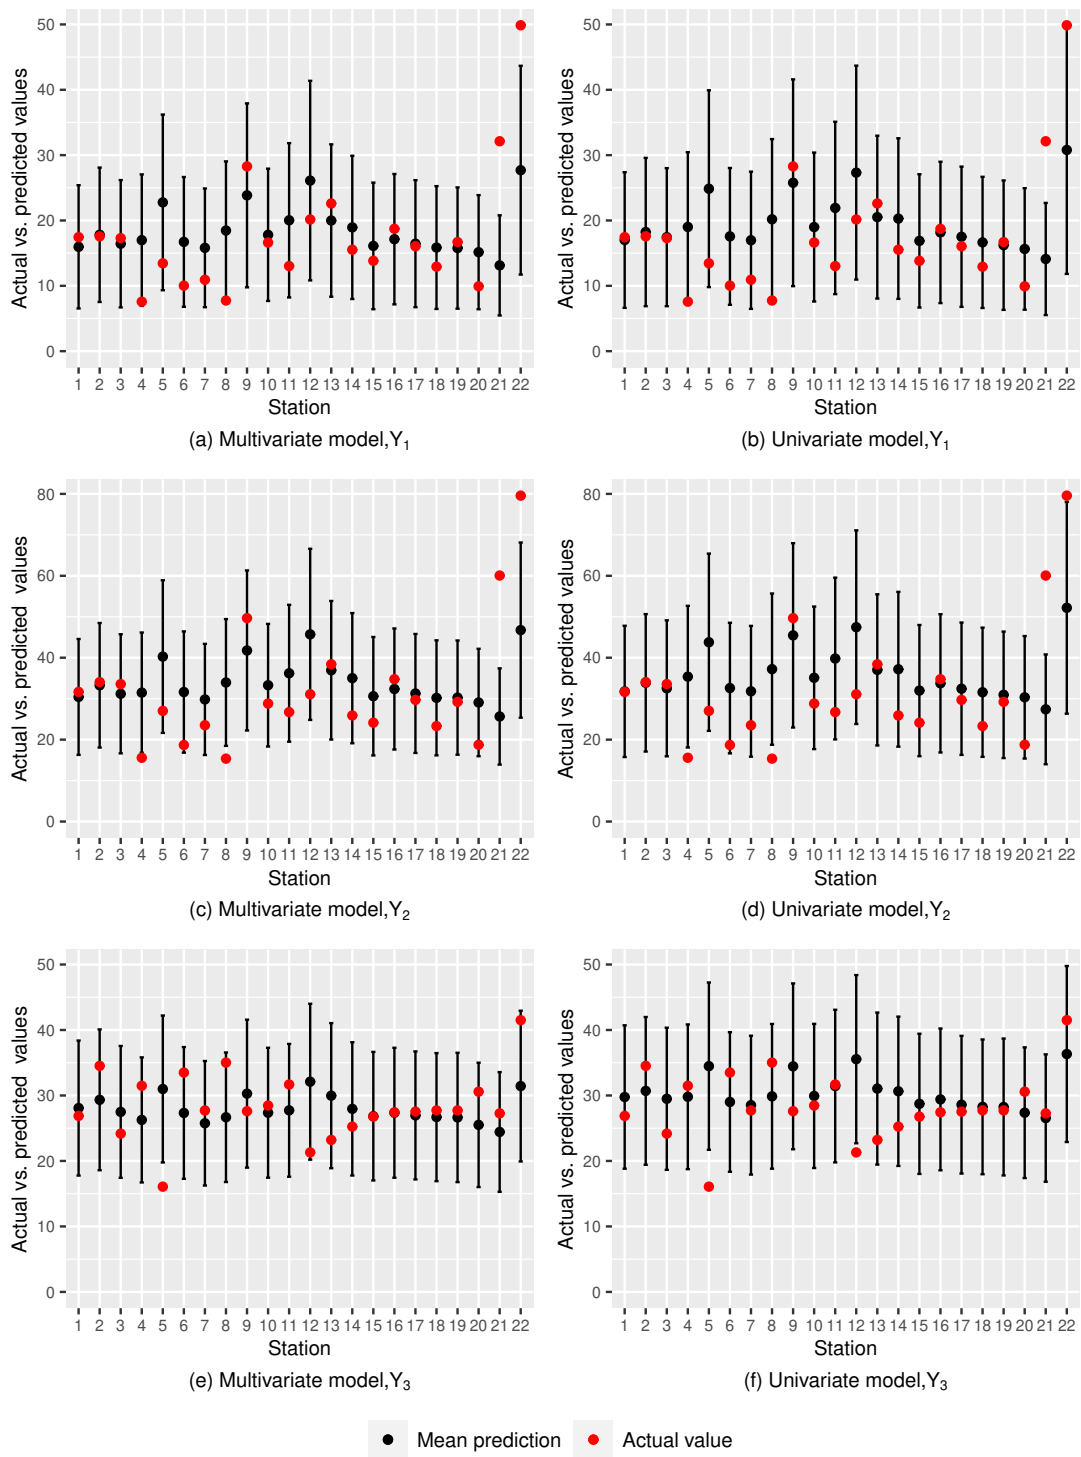 Actual vs. predicted values
50
40
30
20
10
0
1 2 3 4 5 6 7 8 9 10 11 12 13 14 15 16 17 18 19 20 21 22
Station
(a) Multivariate model,Y1
Actual vs. predicted values
50
40
30
20
10
0
1 2 3 4 5 6 7 8 9 10 11 12 13 14 15 16 17 18 19 20 21 22
Station
(b) Univariate model,Y1
Actual vs. predicted values
80
60
40
20
0
1 2 3 4 5 6 7 8 9 10 11 12 13 14 15 16 17 18 19 20 21 22
Station
(c) Multivariate model,Y2
Actual vs. predicted values
80
60
40
20
0
1 2 3 4 5 6 7 8 9 10 11 12 13 14 15 16 17 18 19 20 21 22
Station
(d) Univariate model,Y2
Actual vs. predicted values
50
40
30
20
10
0
1 2 3 4 5 6 7 8 9 10 11 12 13 14 15 16 17 18 19 20 21 22
Station
(e) Multivariate model,Y3
Actual vs. predicted values
50
40
30
20
10
0
1 2 3 4 5 6 7 8 9 10 11 12 13 14 15 16 17 18 19 20 21 22
Station
(f) Univariate model,Y3
Mean prediction Actual value